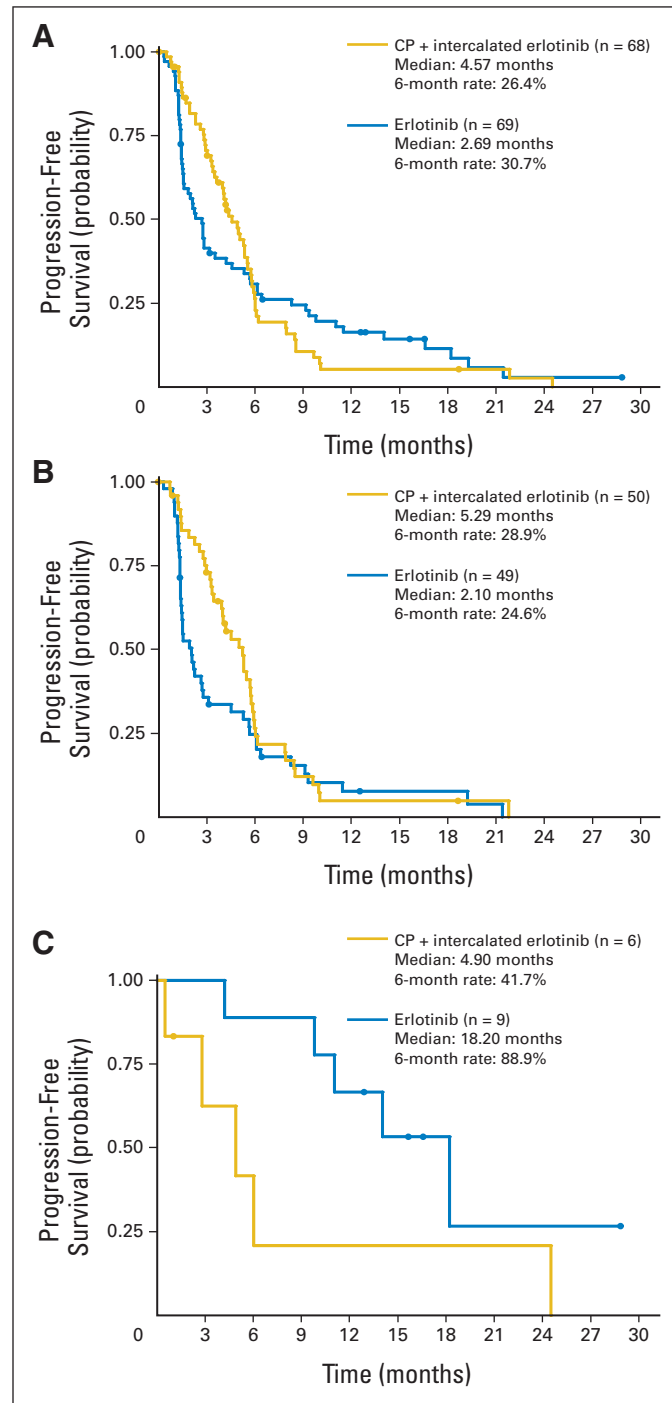 A
CP + intercalated erlotinib (n = 68)
Median: 4.57 months
6-month rate: 26.4%
Erlotinib (n = 69)
Median: 2.69 months
6-month rate: 30.7%
Progression-Free
Survival (probability)
1.00
0.75
0.50
0.25
0 3 6 9 12 15 18 21 24 27 30
Time (months)
B
CP + intercalated erlotinib (n = 50)
Median: 5.29 months
6-month rate: 28.9%
Erlotinib (n = 49)
Median: 2.10 months
6-month rate: 24.6%
Progression-Free
Survival (probability)
1.00
0.75
0.50
0.25
0 3 6 9 12 15 18 21 24 27 30
Time (months)
C
CP + intercalated erlotinib (n = 6)
Median: 4.90 months
6-month rate: 41.7%
Erlotinib (n = 9)
Median: 18.20 months
6-month rate: 88.9%
Progression-Free
Survival (probability)
1.00
0.75
0.50
0.25
0 3 6 9 12 15 18 21 24 27 30
Time (months)